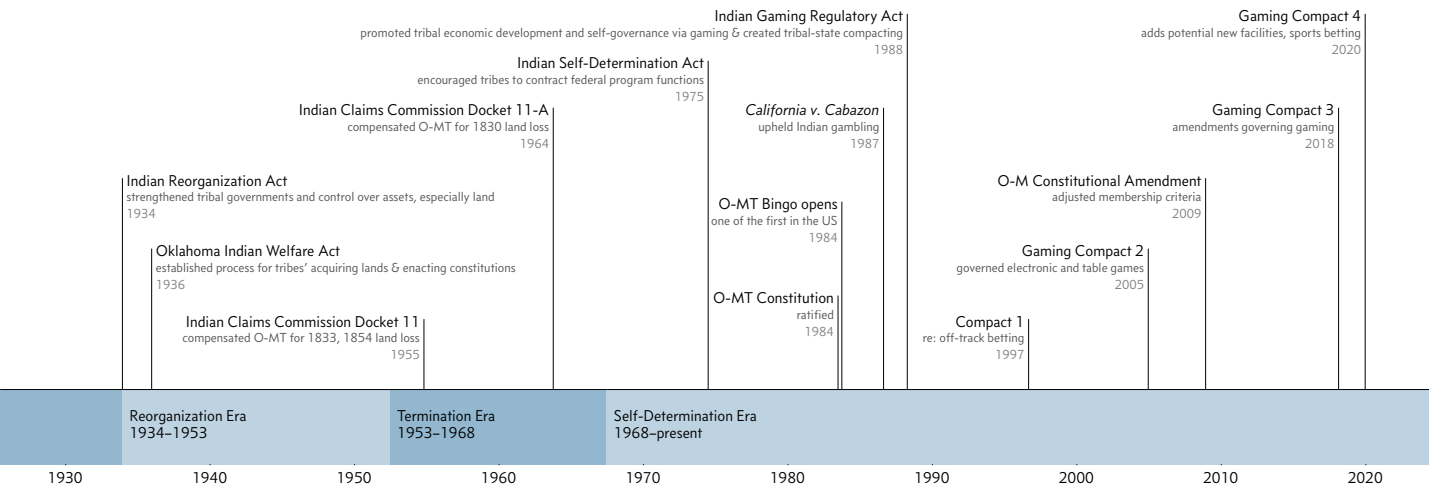 Indian Gaming Regulatory Act
promoted tribal economic development and self-governance via gaming & created tribal-state compacting
1988
Gaming Compact 4
adds potential new facilities, sports betting
2020
Indian Self-Determination Act
encouraged tribes to contract federal program functions
1975
Indian Claims Commission Docket 11-A
compensated O-MT for 1830 land loss
1964
California v. Cabazon
upheld Indian gambling
1987
Gaming Compact 3
amendments governing gaming
2018
Indian Reorganization Act
strengthened tribal governments and control over assets, especially land
1934
O-M Constitutional Amendment
adjusted membership criteria
2009
O-MT Bingo opens
one of the first in the US
1984
Oklahoma Indian Welfare Act
established process for tribes’ acquiring lands & enacting constitutions
1936
Gaming Compact 2
governed electronic and table games
2005
O-MT Constitution
ratified
1984
Indian Claims Commission Docket 11
compensated O-MT for 1833, 1854 land loss
1955
Compact 1
re: off-track betting
1997
Reorganization Era
1934–1953
Termination Era
1953–1968
Self-Determination Era
1968–present
1930 1940 1950 1960 1970 1980 1990 2000 2010 2020